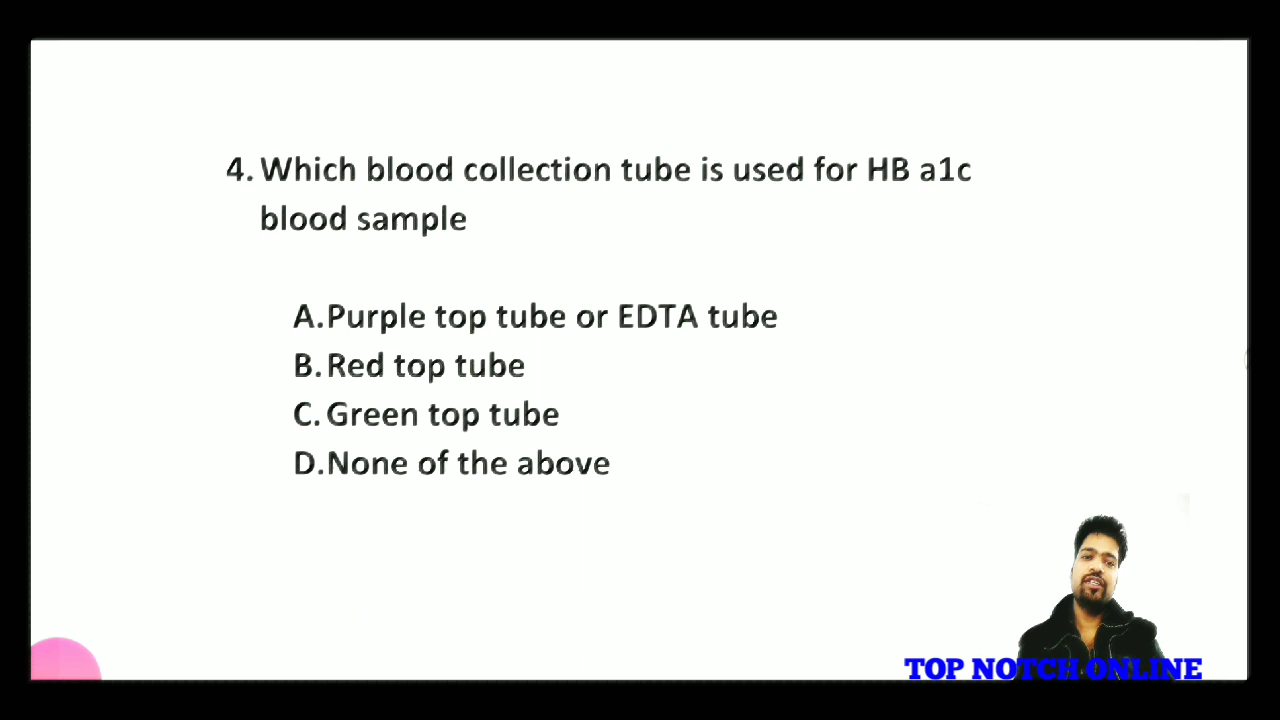 4. Which blood collection tube is used for HB a1c
blood sample
A. Purple top tube or EDTA tube
B. Red top tube
C. Green top tube
D. None of the above
TOP NOTCH ONLINE